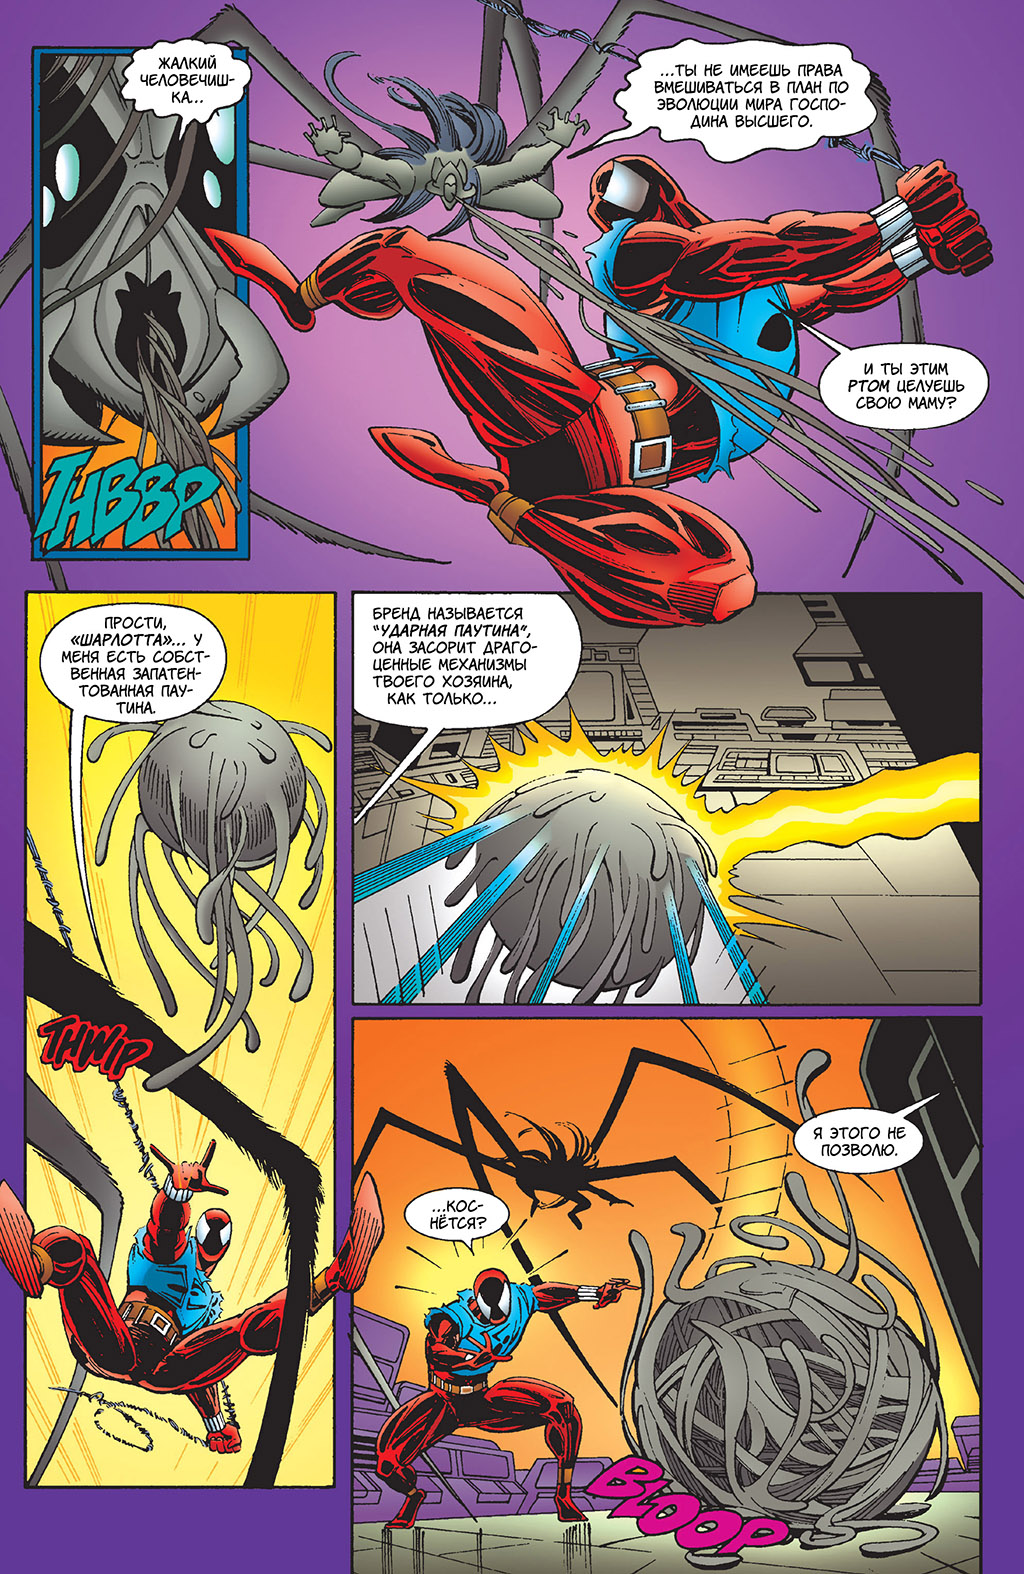 ЖАЛКИЙ
ЧЕЛОВЕЧИШ-
КА...
...ТЫ НЕ ИМЕЕШЬ ПРАВА
ВМЕШИВАТЬСЯ В ПЛАН ПО
ЭВОЛЮЦИИ МИРА ГОСПО-
ДИНА ВЫСШЕГО.
И ТЫ ЭТИМ
РТОМ ЦЕЛУЕШЬ
СВОЮ МАМУ?
THBBP
ПРОСТИ,
«ШАРЛОТТА»... У
МЕНЯ ЕСТЬ СОБСТ-
ВЕННАЯ ЗАПАТЕН-
ТОВАННАЯ ПАУ-
ТИНА.
THWIP
БРЕНД НАЗЫВАЕТСЯ
"УДАРНАЯ ПАУТИНА",
ОНА ЗАСОРИТ ДРАГО-
ЦЕННЫЕ МЕХАНИЗМЫ
ТВОЕГО ХОЗЯИНА,
КАК ТОЛЬКО...
...КОС-
НЁТСЯ?
Я ЭТОГО НЕ
ПОЗВОЛЮ.
BLOOP